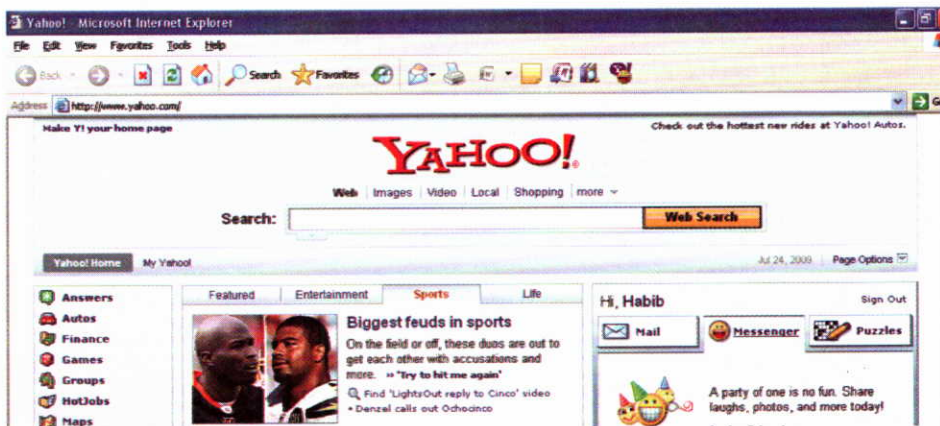 Yahoo! - Microsoft Internet Explorer
File Edit View Favorites Tools Help
Back Search Favorites
Address http://www.yahoo.com/ G
Make Y! your home page Check out the hottest new rides at Yahoo! Autos.
YAHOO!
Web Images Video Local Shopping more
Search: Web Search
Yahoo! Home My Yahoo! Jul 24, 2009 Page Options
Featured Entertainment Sports Life
Answers
Autos
Finance
Games
Groups
HotJobs
Maps
Biggest feuds in sports
On the field or off, these duos are out to
get each other with accusations and
more. » 'Try to hit me again'
Find 'LightsOut reply to Cinco' video
• Denzel calls out Ochocinco
Hi, Habib Sign Out
Mail Messenger Puzzles
A party of one is no fun. Share
laughs, photos, and more today!